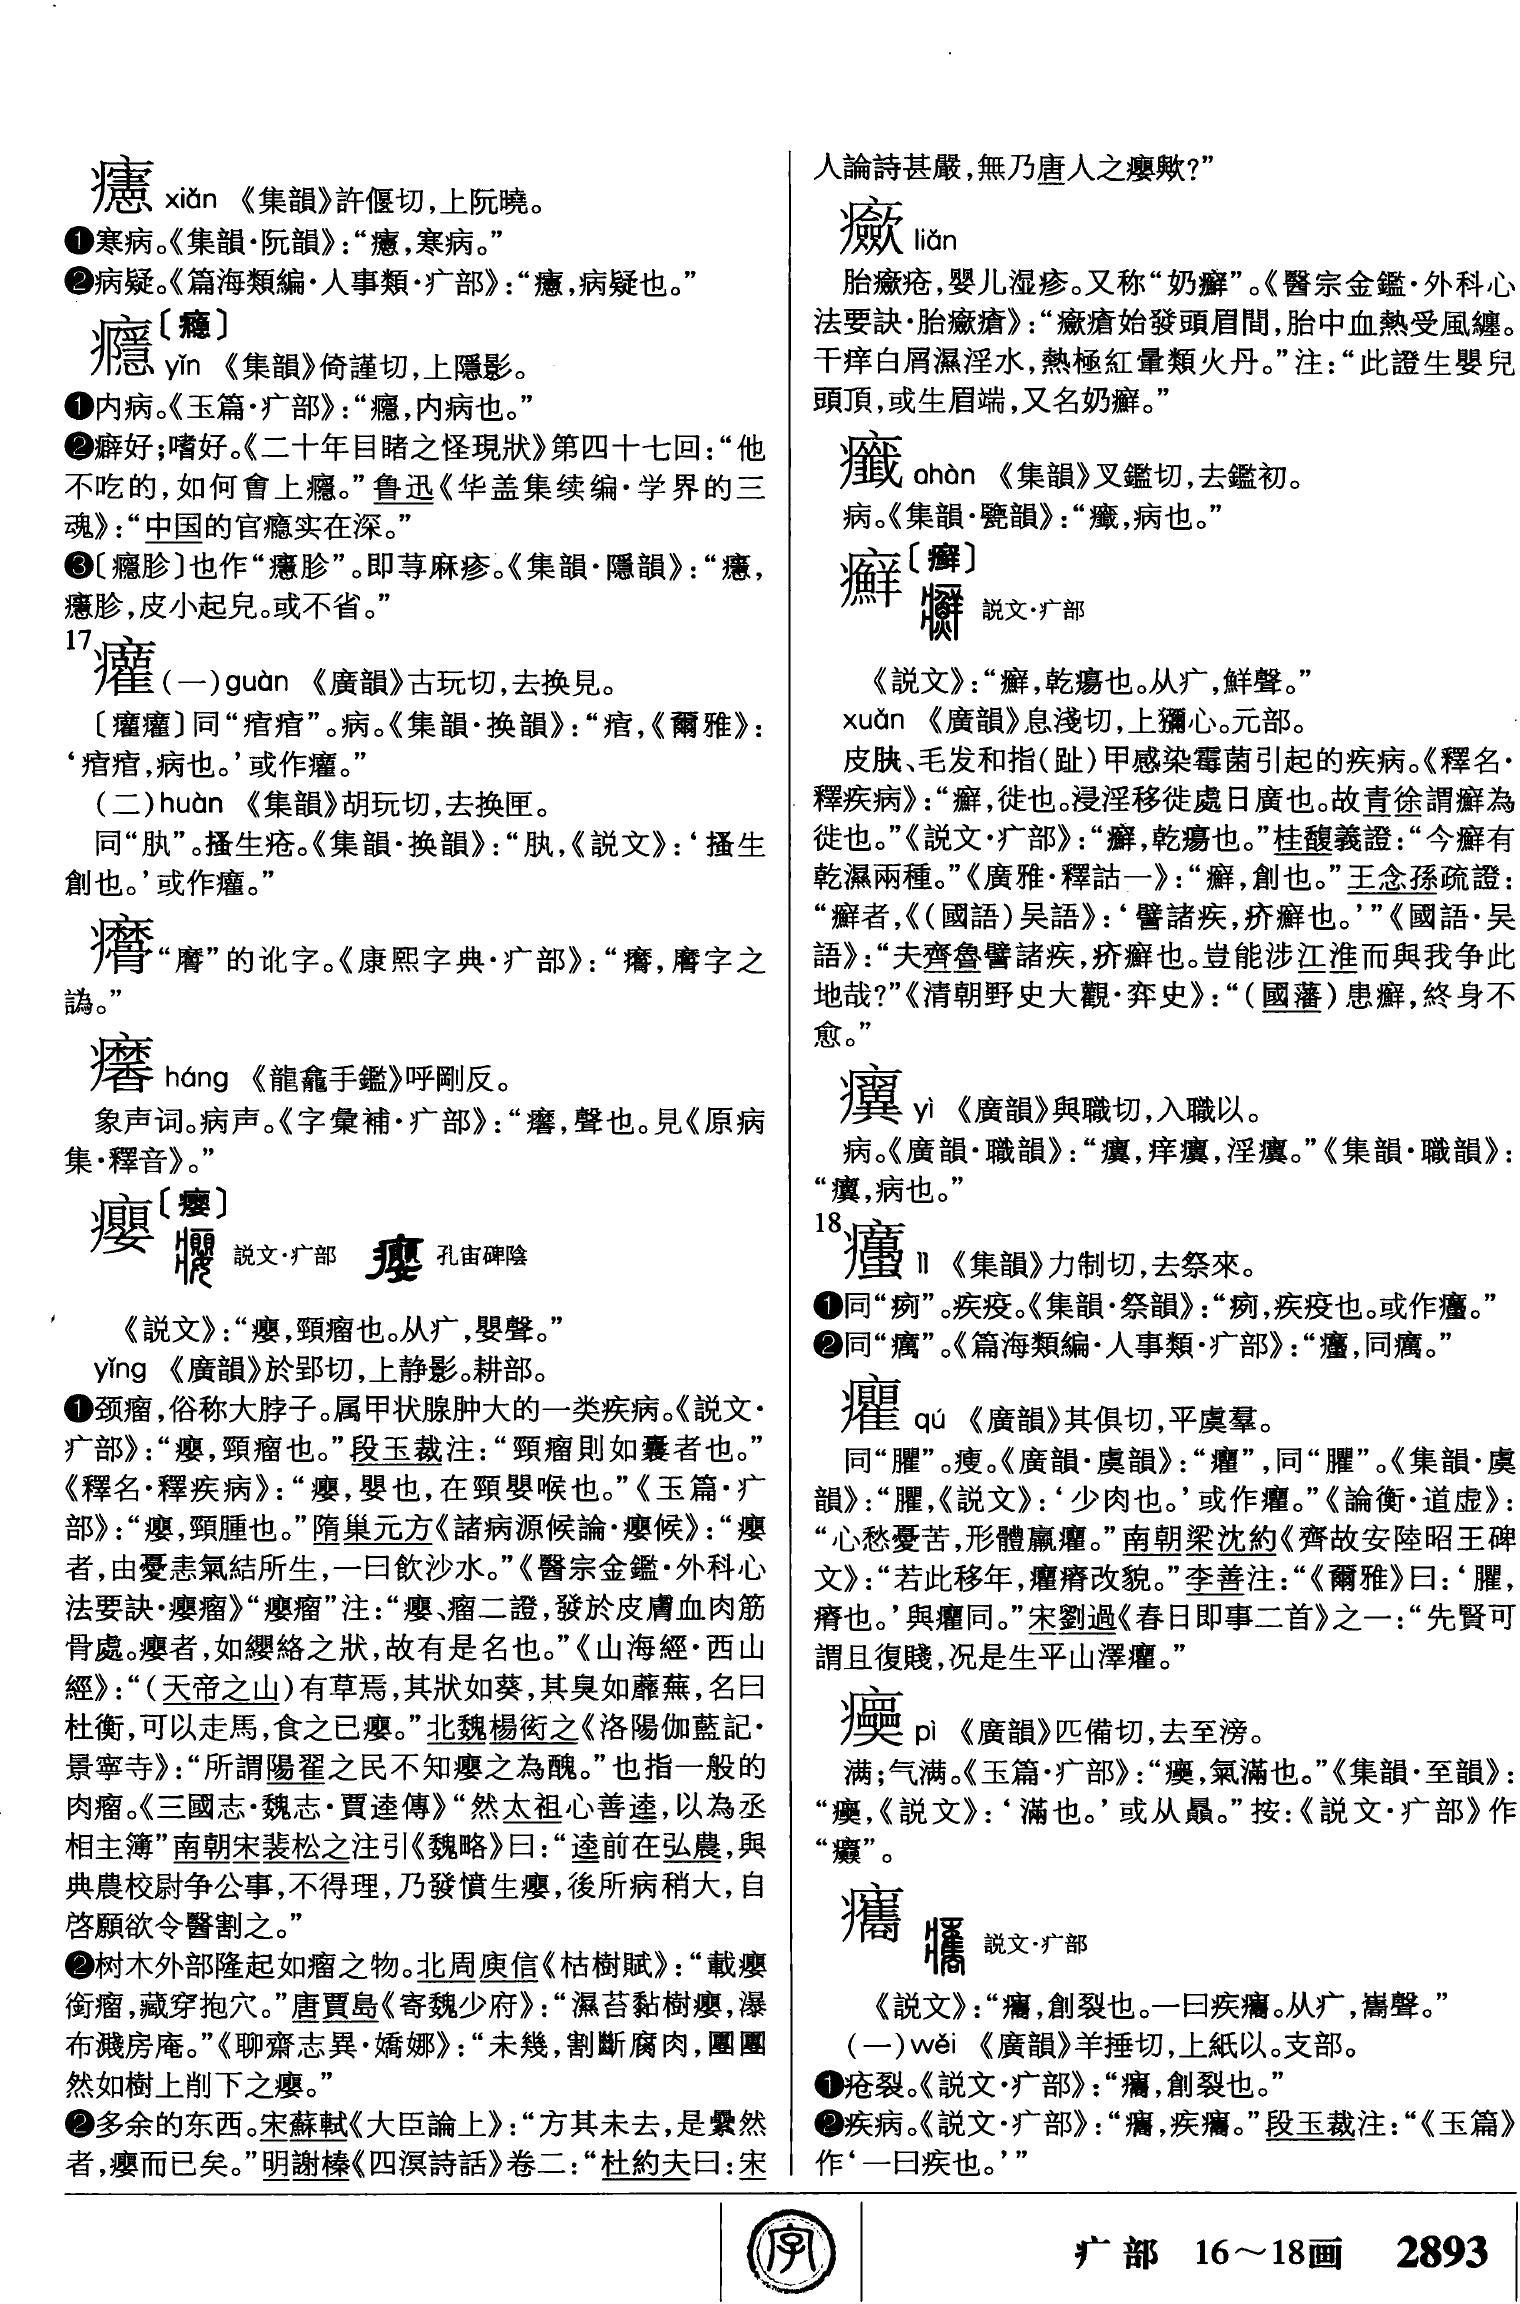 xiǎn 《集韻》許偃切，上阮曉。
❶寒病。《集韻·阮韻》：“，寒病。”
❷病疑。《篇海類編·人事類·疒部》：“，病疑也。”
癮〔瘾〕
yǐn 《集韻》倚謹切，上隱影。
❶内病。《玉篇·疒部》：“癮，内病也。”
❷癖好；嗜好。《二十年目睹之怪現狀》第四十七回：“他
不吃的，如何會上癮。”鲁迅《华盖集续编·学界的三
魂》：“中国的官瘾实在深。”
❸〔癮胗〕也作“胗”。即荨麻疹。《集韻·隱韻》：“，
胗，皮小起皃。或不省。”
17
(一)guàn 《廣韻》古玩切，去换見。
〔〕同“痯痯”。病。《集韻·换韻》：“痯，《爾雅》：
‘痯痯，病也。’或作。”
(二)huàn 《集韻》胡玩切，去换匣。
同“肒”。搔生疮。《集韻·换韻》：“肒，《説文》：‘搔生
創也。’或作。”
“”的讹字。《康熙字典·疒部》：“，字之
譌。”
háng 《龍龕手鑑》呼剛反。
象声词。病声。《字彙補·疒部》：“，聲也。見《原病
集·釋音》。”
癭〔瘿〕
説文·疒部 孔宙碑陰
《説文》：“癭，頸瘤也。从疒，嬰聲。”
yǐng 《廣韻》於郢切，上静影。耕部。
❶颈瘤，俗称大脖子。属甲状腺肿大的一类疾病。《説文·
疒部》：“癭，頸瘤也。”段玉裁注：“頸瘤則如囊者也。”
《釋名·釋疾病》：“癭，嬰也，在頸嬰喉也。”《玉篇·疒
部》：“癭，頸腫也。”隋巢元方《諸病源候論·癭候》：“癭
者，由憂恚氣結所生，一曰飲沙水。”《醫宗金鑑·外科心
法要訣·癭瘤》“癭瘤”注：“癭、瘤二證，發於皮膚血肉筋
骨處。癭者，如纓絡之狀，故有是名也。”《山海經·西山
經》：“（天帝之山）有草焉，其狀如葵，其臭如蘼蕪，名曰
杜衡，可以走馬，食之已癭。”北魏楊衒之《洛陽伽藍記·
景寧寺》：“所謂陽翟之民不知癭之為醜。”也指一般的
肉瘤。《三國志·魏志·賈逵傳》“然太祖心善逵，以為丞
相主簿”南朝宋裴松之注引《魏略》曰：“逵前在弘農，與
典農校尉争公事，不得理，乃發憤生癭，後所病稍大，自
啓願欲令醫割之。”
❷树木外部隆起如瘤之物。北周庾信《枯樹賦》：“載癭
銜瘤，藏穿抱穴。”唐賈島《寄魏少府》：“濕苔黏樹癭，瀑
布濺房庵。”《聊齋志異·嬌娜》：“未幾，割斷腐肉，團團
然如樹上削下之癭。”
❷多余的东西。宋蘇軾《大臣論上》：“方其未去，是纍然
者，癭而已矣。”明謝榛《四溟詩話》卷二：“杜約夫曰：宋
人論詩甚嚴，無乃唐人之癭歟？”
liǎn
胎疮，婴儿湿疹。又称“奶癣”。《醫宗金鑑·外科心
法要訣·胎瘡》：“瘡始發頭眉間，胎中血熱受風纏。
干痒白屑濕淫水，熱極紅暈類火丹。”注：“此證生嬰兒
頭頂，或生眉端，又名奶癬。”
chàn 《集韻》叉鑑切，去鑑初。
病。《集韻·韻》：“，病也。”
癬〔癣〕
説文·疒部
《説文》：“癬，乾瘍也。从疒，鮮聲。”
xuǎn 《廣韻》息淺切，上獮心。元部。
皮肤、毛发和指（趾）甲感染霉菌引起的疾病。《釋名·
釋疾病》：“癬，徙也。浸淫移徙處日廣也。故青徐謂癬為
徙也。”《説文·疒部》：“癬，乾瘍也。”桂馥義證：“今癬有
乾濕兩種。”《廣雅·釋詁一》：“癬，創也。”王念孫疏證：
“癬者，《（國語）吴語》：‘譬諸疾，疥癬也。’”《國語·吴
語》：“夫齊魯譬諸疾，疥癬也。豈能涉江淮而與我争此
地哉？”《清朝野史大觀·弈史》：“（國藩）患癬，終身不
愈。”
yì 《廣韻》與職切，入職以。
病。《廣韻·職韻》：“，痒，淫。”《集韻·職韻》：
“，病也。”
18
lì 《集韻》力制切，去祭來。
❶同“㾐”。疾疫。《集韻·祭韻》：“㾐，疾疫也。或作。”
❷同“癘”。《篇海類編·人事類·疒部》：“，同癘。”
癯 qú 《廣韻》其俱切，平虞羣。
同“臞”。瘦。《廣韻·虞韻》：“癯”，同“臞”。《集韻·虞
韻》：“臞，《説文》：‘少肉也。’或作癯。”《論衡·道虚》：
“心愁憂苦，形體羸癯。”南朝梁沈約《齊故安陸昭王碑
文》：“若此移年，癯瘠改貌。”李善注：“《爾雅》曰：‘臞，
瘠也。’與癯同。”宋劉過《春日即事二首》之一：“先賢可
謂且復賤，况是生平山澤癯。”
pì 《廣韻》匹備切，去至滂。
满；气满。《玉篇·疒部》：“，氣滿也。”《集韻·至韻》：
“，《説文》：‘滿也。’或从贔。”按：《説文·疒部》作
“”。
説文·疒部
《説文》：“，創裂也。一曰疾。从疒，巂聲。”
(一)wěi 《廣韻》羊捶切，上紙以。支部。
❶疮裂。《説文·疒部》：“，創裂也。”
❷疾病。《説文·疒部》：“，疾。”段玉裁注：“《玉篇》
作‘一曰疾也。’”
字
疒部 16～18画 2893